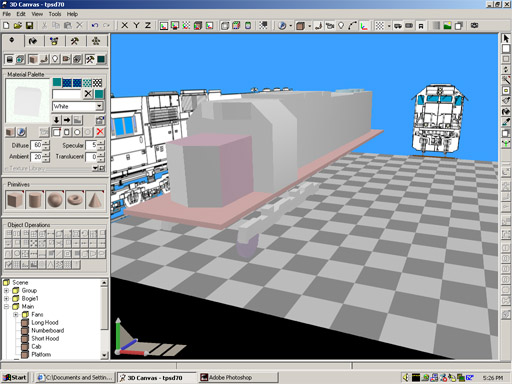 3D Canvas - tpsd70
File Edit View Tools Help
Material Palette
White
Diffuse 60 Specular 5
Ambient 20 Translucent 0
Texture Library
Primitives
Object Operations
Scene
Group
Bogie1
Main
Fans
Long Hood
Numberboard
Short Hood
Cab
Platform
Start C:\Documents and Settin... 3D Canvas - tpsd70 Adobe Photoshop 5:26 PM